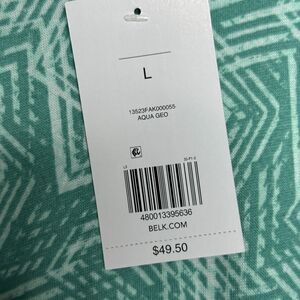 L
13523FAK000055
AQUA GEO
480013395636
BELK.COM
$49.50